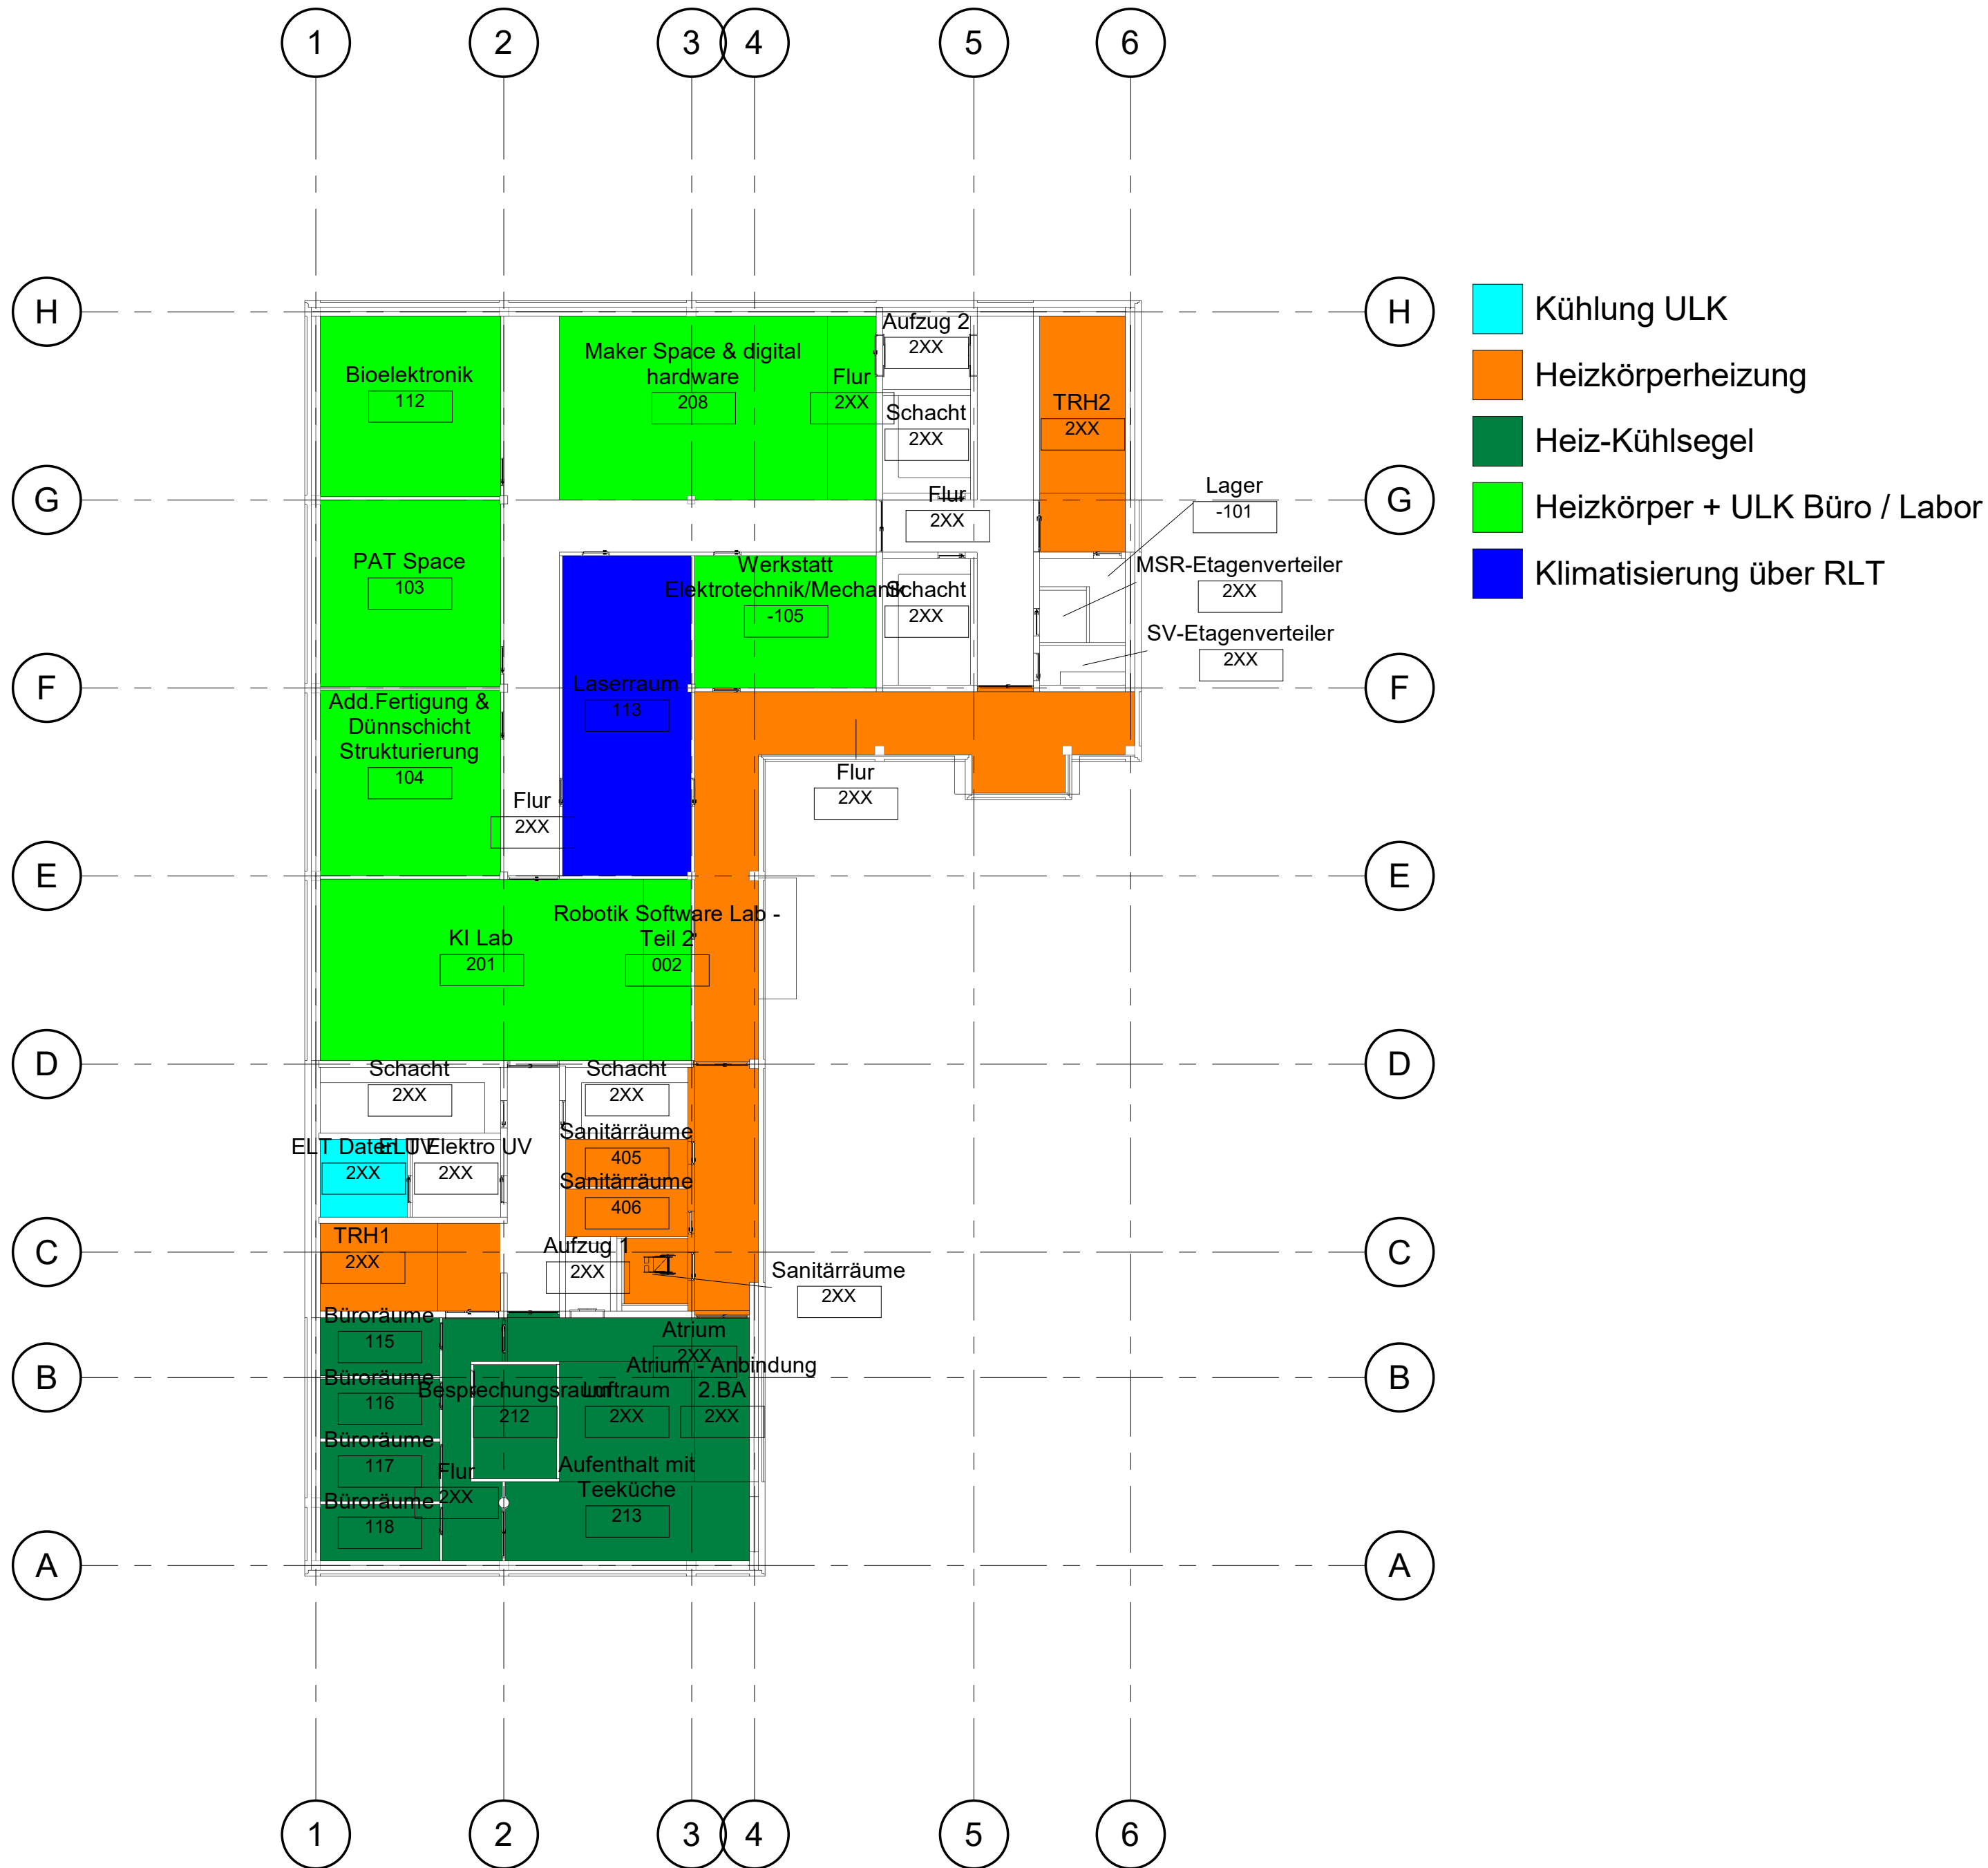 1 2 3 4 5 6
H H
Kühlung ULK
Heizkörperheizung
Heiz-Kühlsegel
Heizkörper + ULK Büro / Labor
Klimatisierung über RLT
Aufzug 2
2XX
Maker Space & digital
hardware
208
Flur
2XX
Bioelektronik
112
Schacht
2XX
TRH2
2XX
G G
Flur
2XX
Lager
-101
PAT Space
103
Werkstatt
Elektrotechnik/Mechanik
-105
Schacht
2XX
MSR-Etagenverteiler
2XX
SV-Etagenverteiler
2XX
F F
Laserraum
113
Add.Fertigung &
Dünnschicht
Strukturierung
104
Flur
2XX
Flur
2XX
E E
Robotik Software Lab -
Teil 2
002
KI Lab
201
D D
Schacht
2XX
Schacht
2XX
ELT Daten UV
2XX
ELT Elektro UV
2XX
Sanitärräume
405
Sanitärräume
406
C C
TRH1
2XX
Aufzug 1
2XX
Sanitärräume
2XX
Büroräume
115
Atrium
2XX
Atrium - Anbindung
2.BA
2XX
B B
Büroräume
116
Besprechungsraum
212
Luftraum
2XX
Büroräume
117
Flur
2XX
Aufenthalt mit
Teeküche
213
Büroräume
118
A A
1 2 3 4 5 6